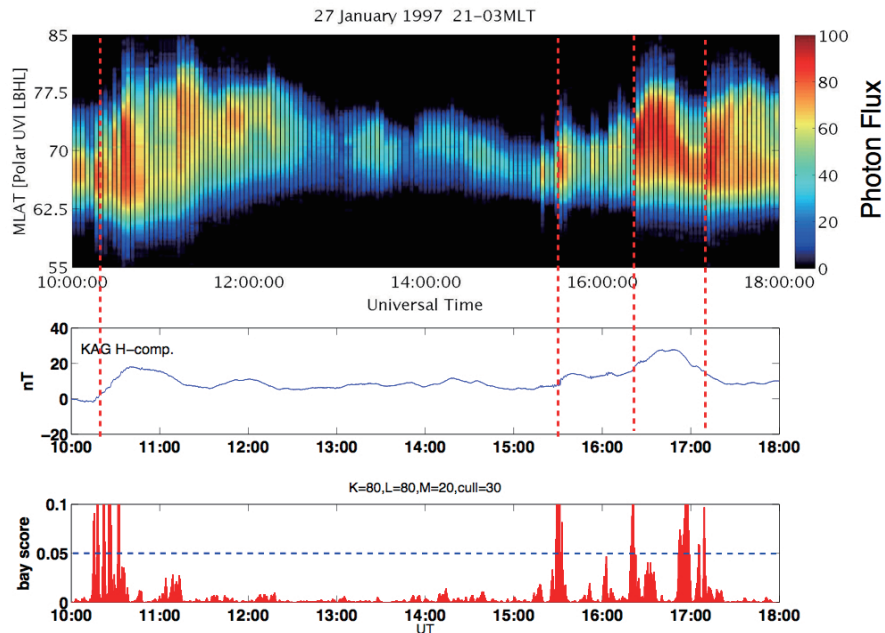 27 January 1997  21-03MLT
MLAT [Polar UVI LBHL]
85
77.5
70
62.5
55
10:00:00 12:00:00 14:00:00 16:00:00 18:00:00
Universal Time
100
80
60
40
20
0
Photon Flux
KAG H-comp.
nT
40
20
0
-20
10:00 11:00 12:00 13:00 14:00 15:00 16:00 17:00 18:00
K=80,L=80,M=20,cull=30
bay score
0.1
0.05
0
10:00 11:00 12:00 13:00 14:00 15:00 16:00 17:00 18:00
UT